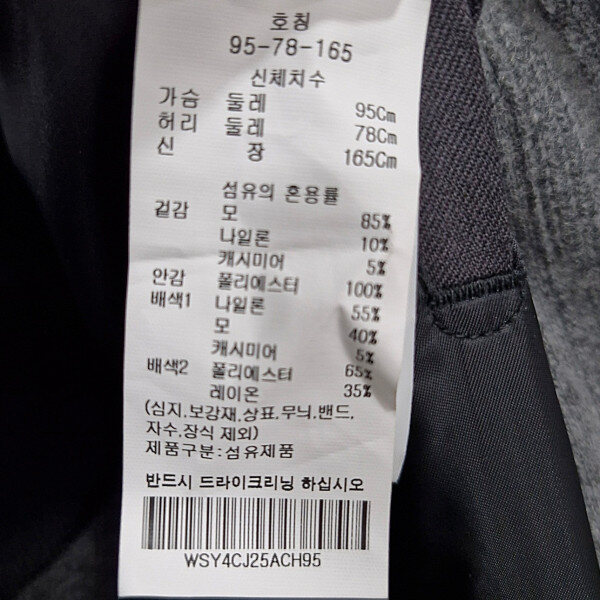 호칭
95-78-165
신체치수
가슴 둘레 95Cm
허리 둘레 78Cm
신 장 165Cm
섬유의 혼용률
겉감 모 85%
나일론 10%
캐시미어 5%
안감 폴리에스터 100%
배색1 나일론 55%
모 40%
캐시미어 5%
배색2 폴리에스터 65%
레이온 35%
(심지,보강재,상표,무늬,밴드,
자수,장식 제외)
제품구분:섬유제품
반드시 드라이크리닝 하십시오
WSY4CJ25ACH95